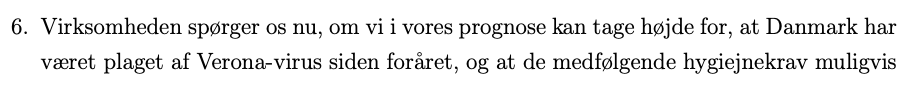 6. Virksomheden spørger os nu, om vi i vores prognose kan tage højde for, at Danmark har
været plaget af Verona-virus siden foråret, og at de medfølgende hygiejnekrav muligvis